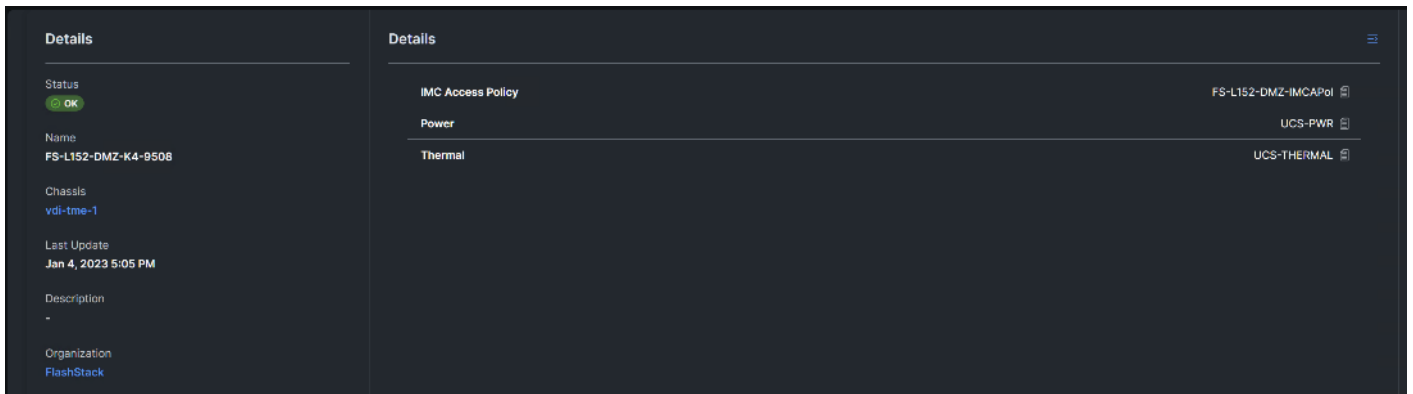 Details
Status
OK
Name
FS-L152-DMZ-K4-9508
Chassis
vdi-tme-1
Last Update
Jan 4, 2023 5:05 PM
Description
-
Organization
FlashStack
Details
IMC Access Policy FS-L152-DMZ-IMCAPol
Power UCS-PWR
Thermal UCS-THERMAL